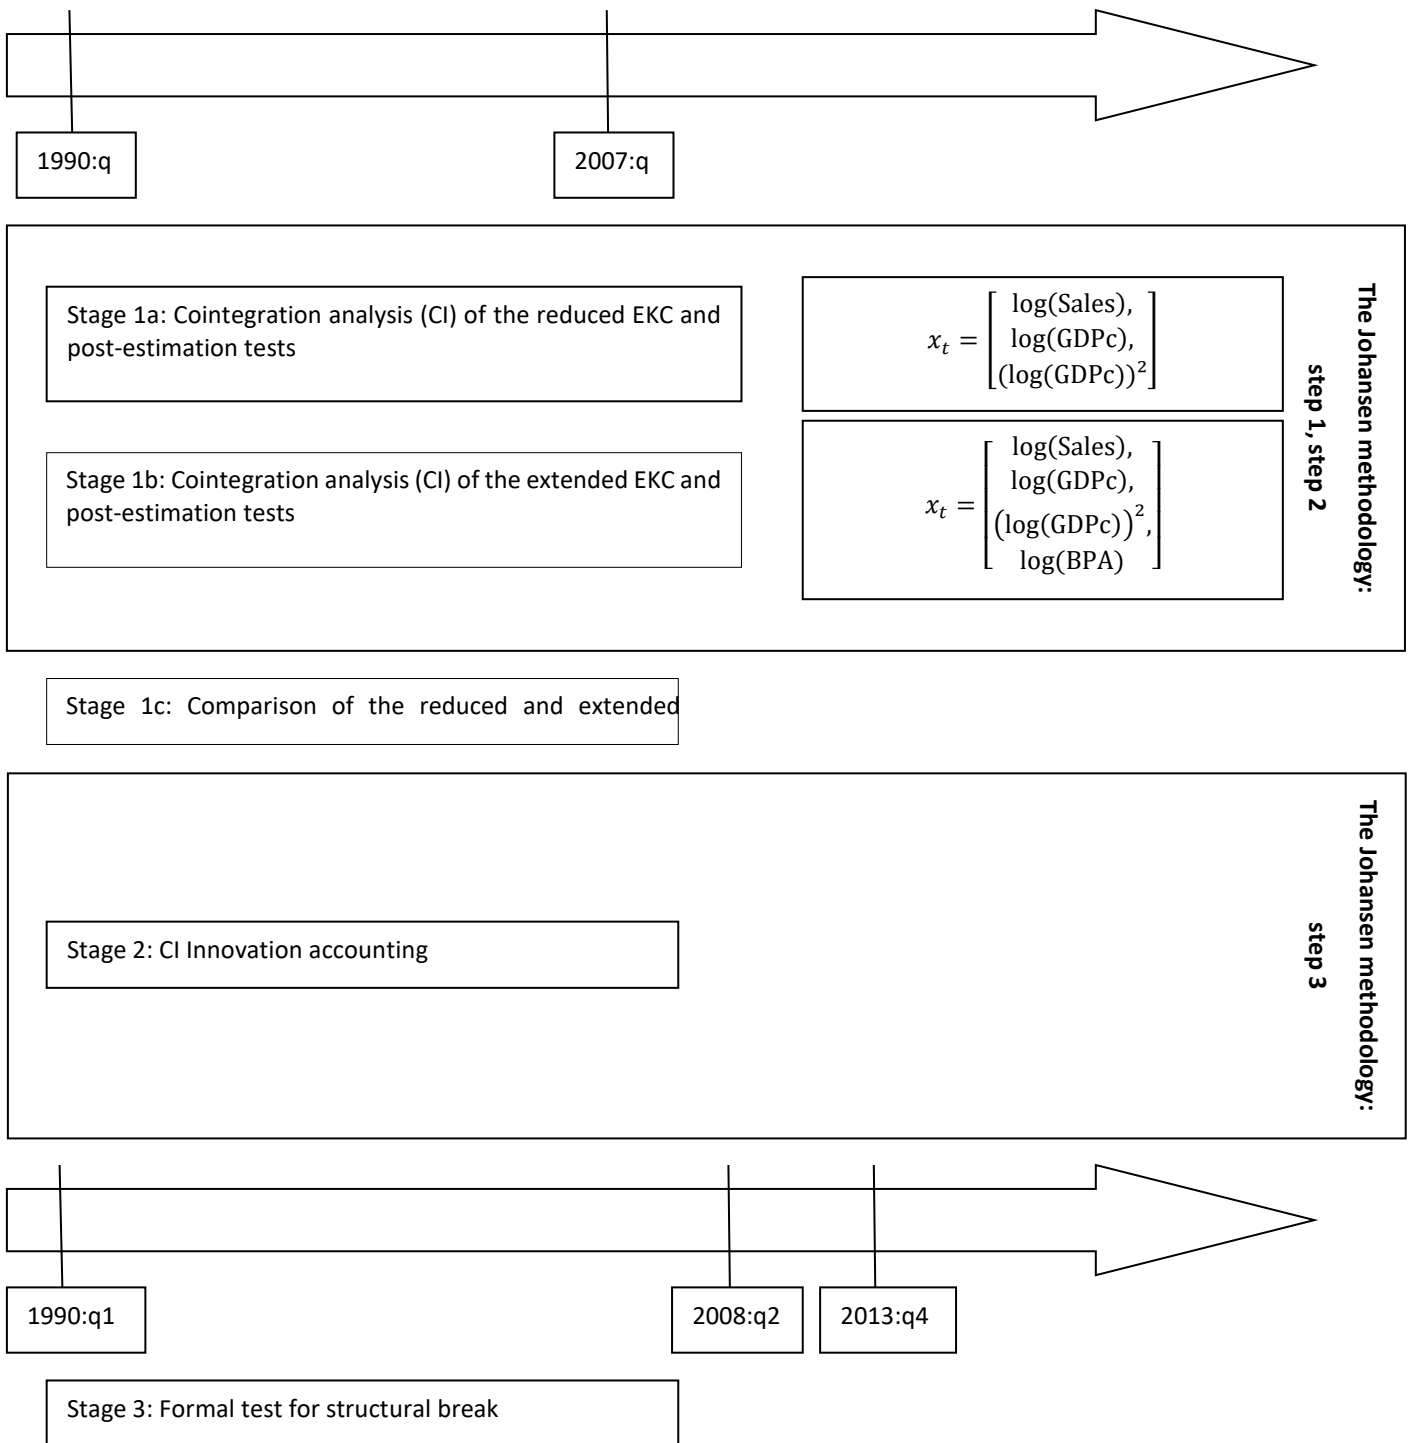 1990:q
2007:q
Stage 1a: Cointegration analysis (CI) of the reduced EKC and
post-estimation tests
x_t = [log(Sales),
log(GDPc),
(log(GDPc))²]
Stage 1b: Cointegration analysis (CI) of the extended EKC and
post-estimation tests
x_t = [log(Sales),
log(GDPc),
(log(GDPc))²,
log(BPA)]
The Johansen methodology:
step 1, step 2
Stage 1c: Comparison of the reduced and extended
Stage 2: CI Innovation accounting
The Johansen methodology:
step 3
1990:q1
2008:q2
2013:q4
Stage 3: Formal test for structural break